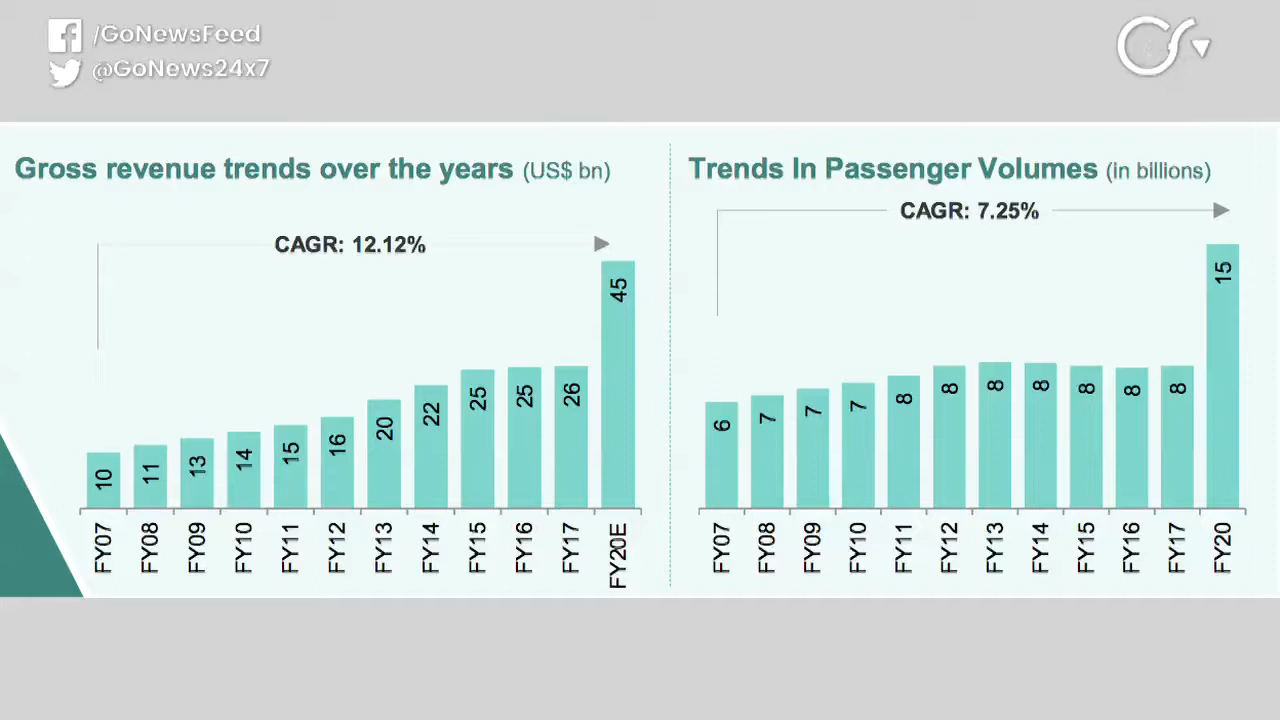 /GoNewsFeed
@GoNews24x7
Gross revenue trends over the years (US$ bn)
CAGR: 12.12%
10 11 13 14 15 16 20 22 25 25 26 45
FY07 FY08 FY09 FY10 FY11 FY12 FY13 FY14 FY15 FY16 FY17 FY20E
Trends In Passenger Volumes (in billions)
CAGR: 7.25%
6 7 7 7 8 8 8 8 8 8 8 15
FY07 FY08 FY09 FY10 FY11 FY12 FY13 FY14 FY15 FY16 FY17 FY20